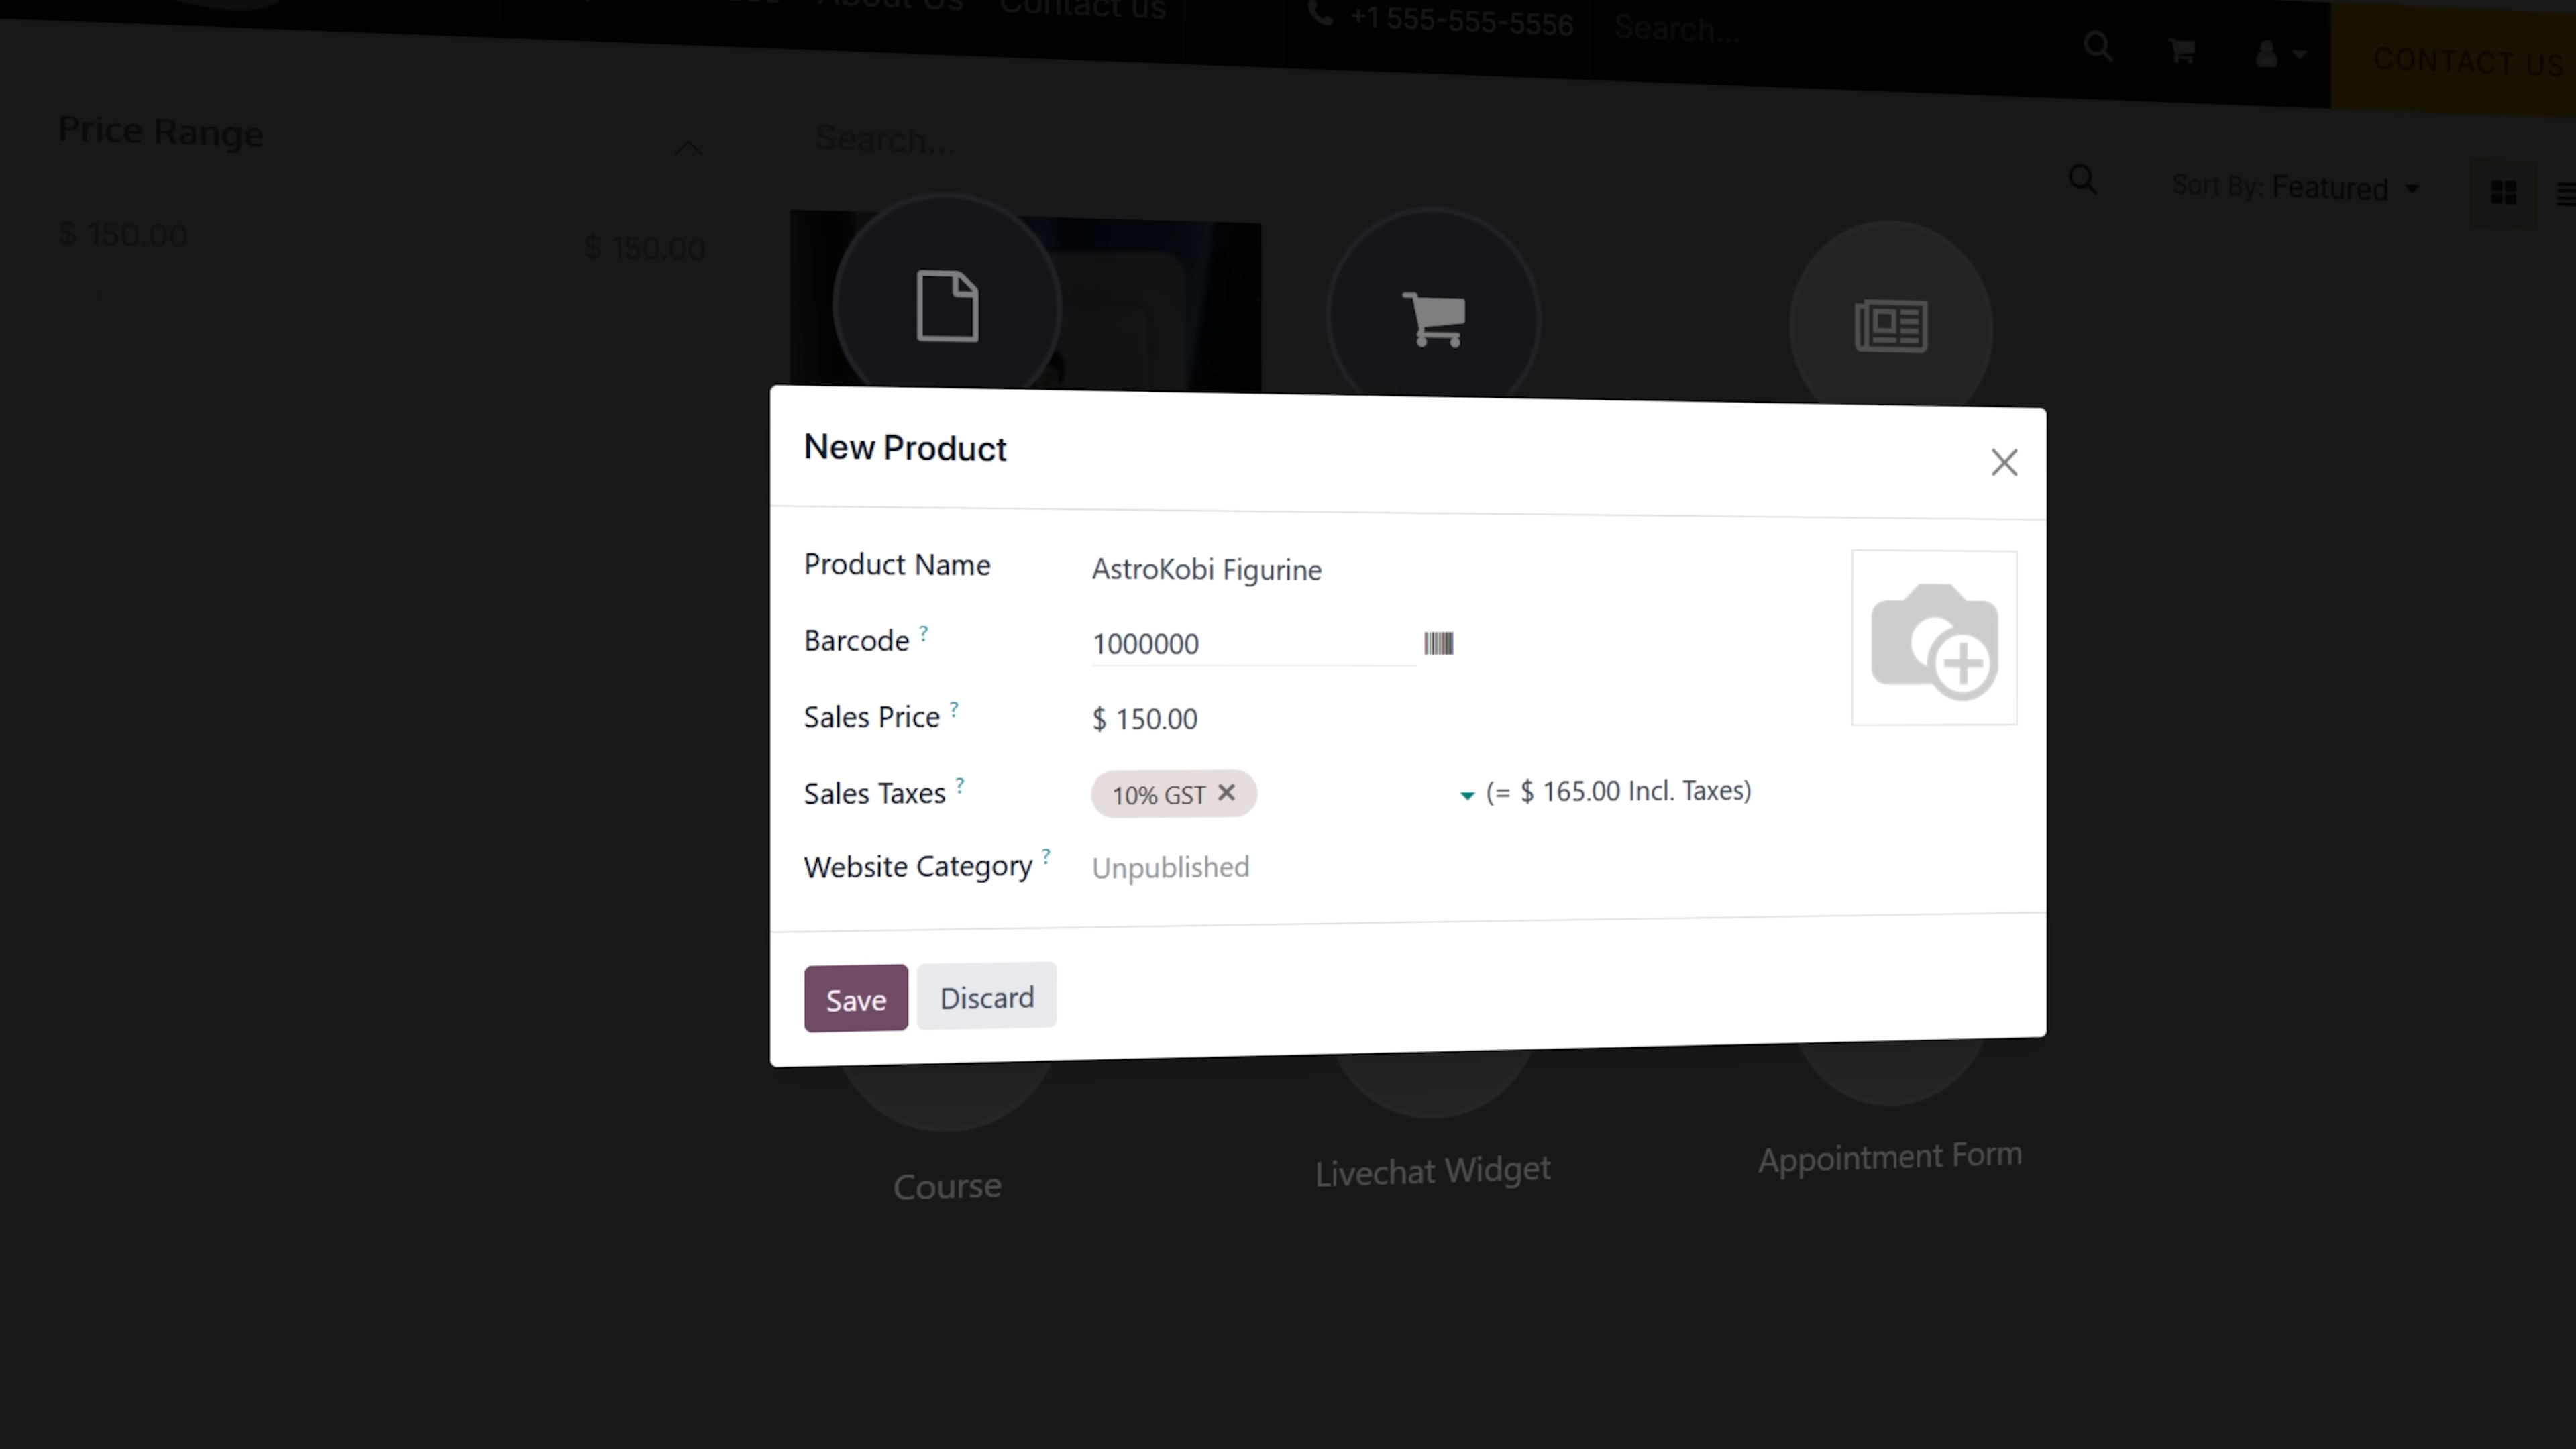 About Us
Contact us
+1 555-555-5556
Search...
CONTACT US
Price Range
Search...
Sort By: Featured
$ 150.00
$ 150.00
New Product
Product Name
AstroKobi Figurine
Barcode ?
1000000
Sales Price ?
$ 150.00
Sales Taxes ?
10% GST
(= $ 165.00 Incl. Taxes)
Website Category ?
Unpublished
Save
Discard
Course
Livechat Widget
Appointment Form